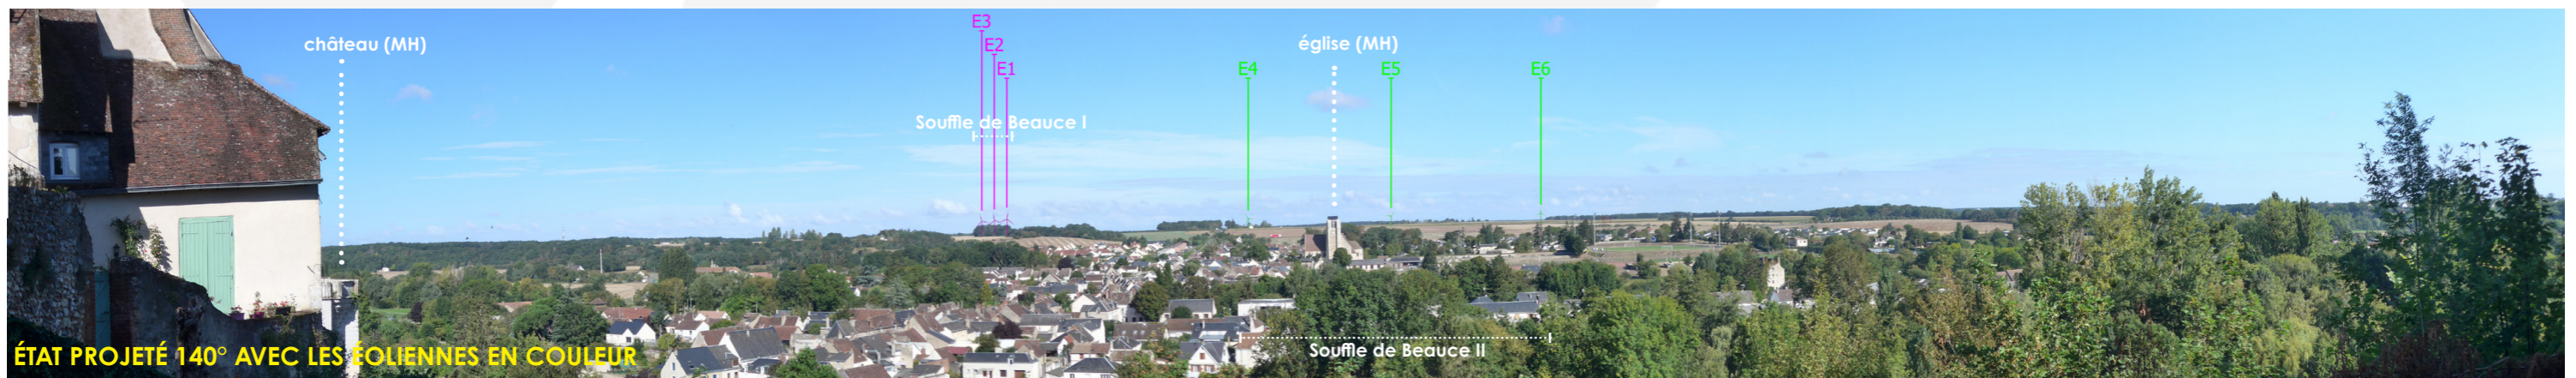 E3
château (MH)
E2
église (MH)
E1
E4
E5
E6
Souffle de Beauce I
Souffle de Beauce II
ÉTAT PROJETÉ 140° AVEC LES ÉOLIENNES EN COULEUR